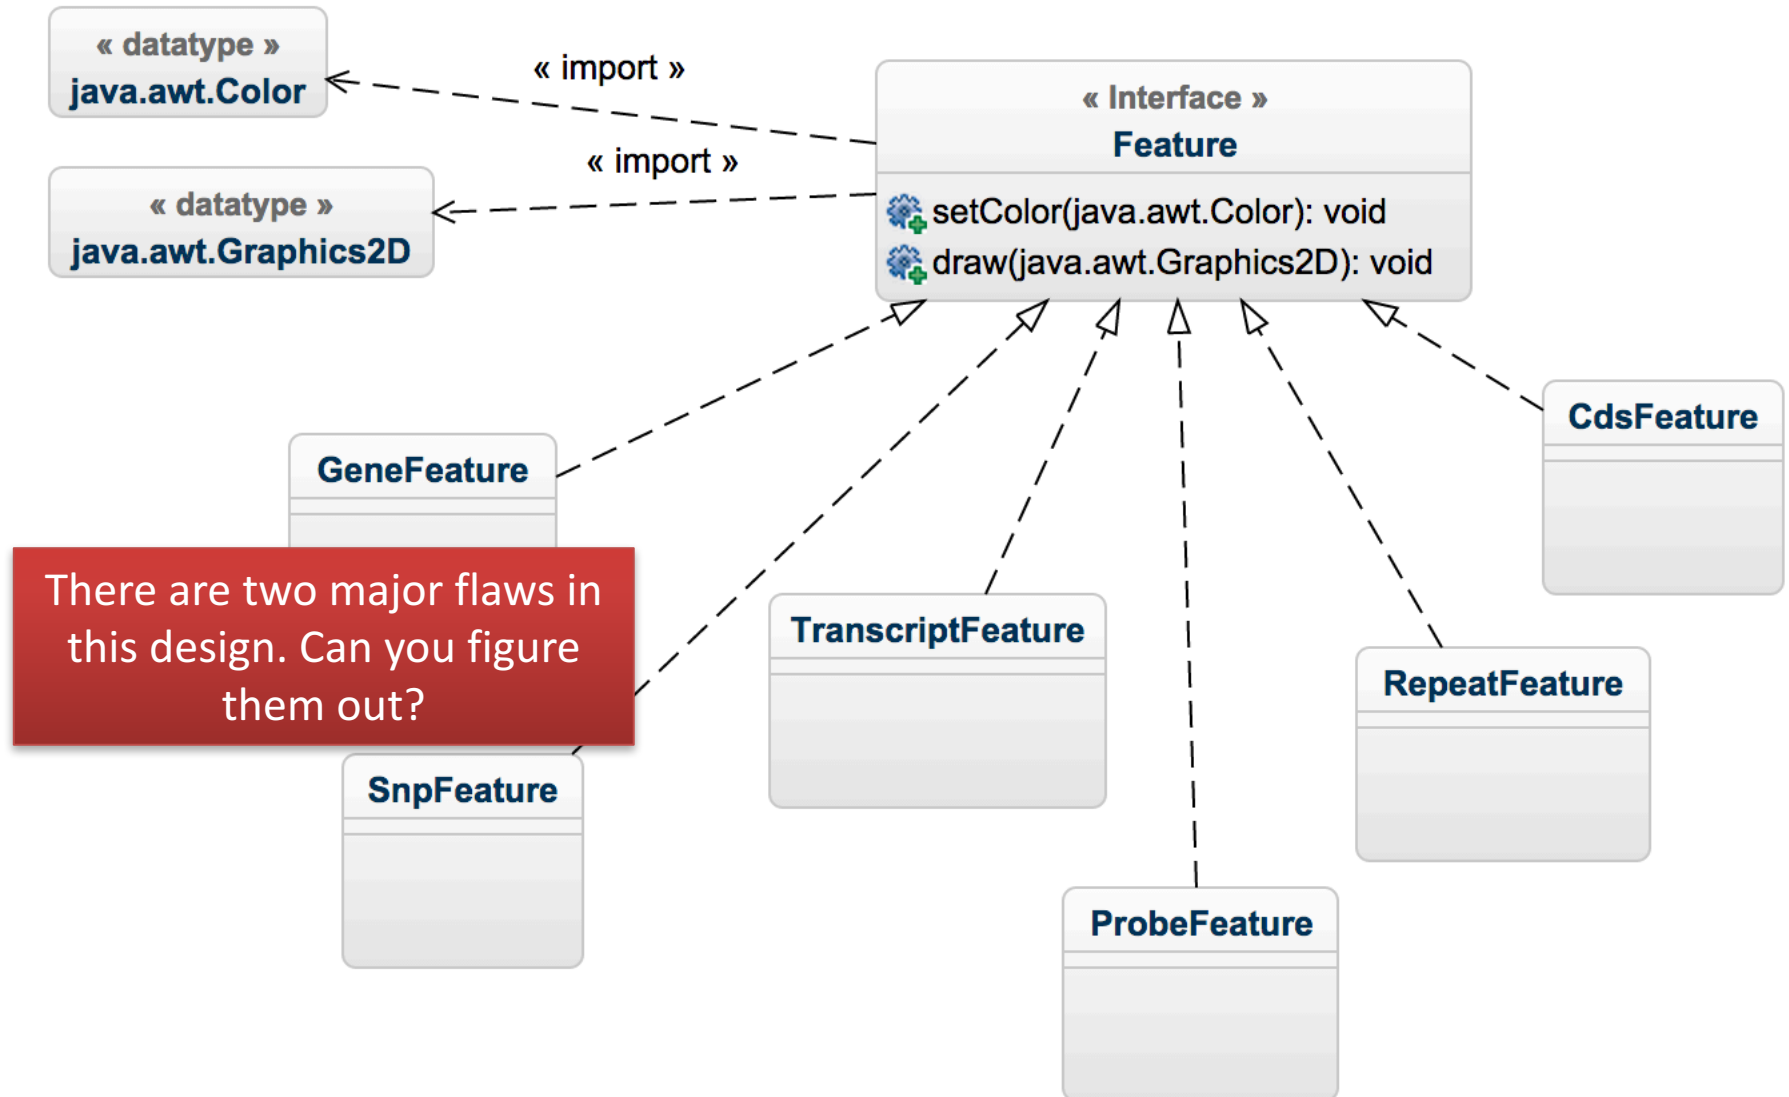 « datatype »
java.awt.Color
« import »
« Interface »
Feature
« import »
« datatype »
java.awt.Graphics2D
setColor(java.awt.Color): void
draw(java.awt.Graphics2D): void
CdsFeature
GeneFeature
There are two major flaws in
this design. Can you figure
them out?
TranscriptFeature
RepeatFeature
SnpFeature
ProbeFeature